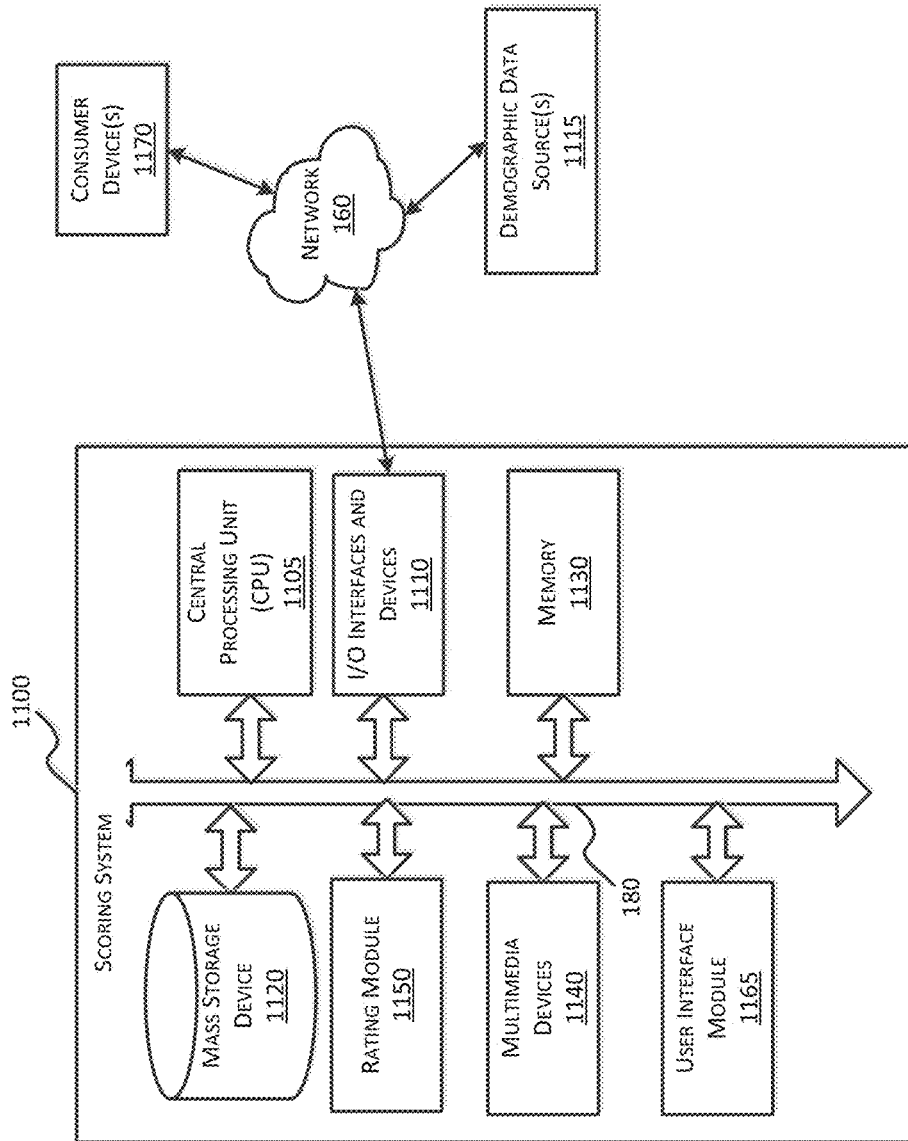 1100
SCORING SYSTEM
MASS STORAGE
DEVICE
1120
RATING MODULE
1150
MULTIMEDIA
DEVICES
1140
USER INTERFACE
MODULE
1165
180
CENTRAL
PROCESSING UNIT
(CPU)
1105
I/O INTERFACES AND
DEVICES
1110
MEMORY
1130
NETWORK
160
CONSUMER
DEVICE(S)
1170
DEMOGRAPHIC DATA
SOURCE(S)
1115